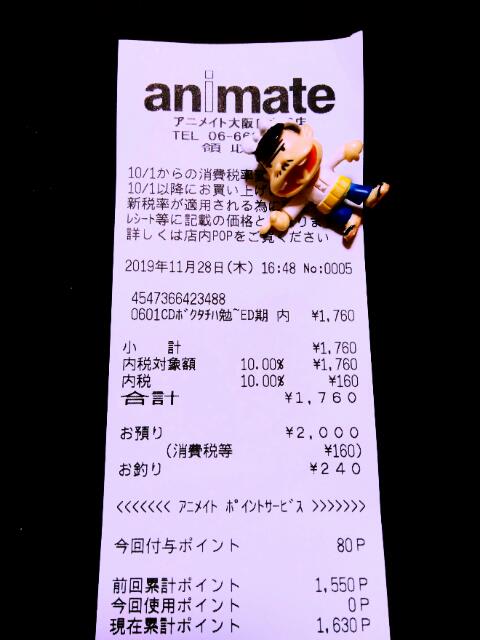 animate
アニメイト大阪
TEL 06-66
領収
10/1からの消費税率
10/1以降にお買い上げ
新税率が適用される為に
レシート等に記載の価格と
詳しくは店内POPをご覧ください
2019年11月28日(木) 16:48 No:0005
4547366423488
0601CDボクタチハ勉~ED期 内 ¥1,760
小 計 ¥1,760
内税対象額 10.00% ¥1,760
内税 10.00% ¥160
合計 ¥1,760
お預り ¥2,000
(消費税等 ¥160)
お釣り ¥240
<<<<<<< アニメイト ポイントサービス >>>>>>>
今回付与ポイント 80P
前回累計ポイント 1,550P
今回使用ポイント 0P
現在累計ポイント 1,630P